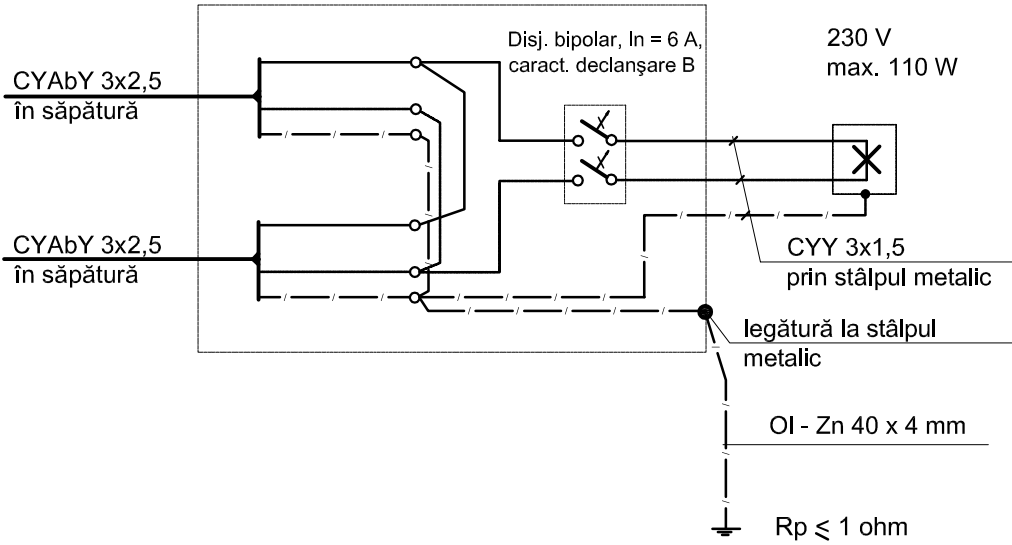 Disj. bipolar, In = 6 A,
caract. declanşare B
230 V
max. 110 W
CYAbY 3x2,5
în săpătură
CYAbY 3x2,5
în săpătură
CYY 3x1,5
prin stâlpul metalic
legătură la stâlpul
metalic
Ol - Zn 40 x 4 mm
Rp ⩽ 1 ohm